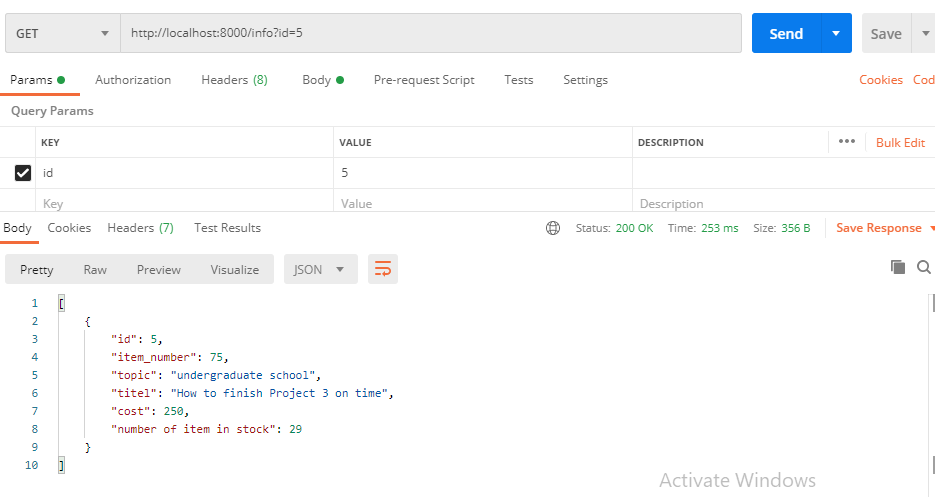 GET http://localhost:8000/info?id=5 Send Save
Params Authorization Headers (8) Body Pre-request Script Tests Settings Cookies Cod
Query Params
KEY VALUE DESCRIPTION ••• Bulk Edit
id 5
Key Value Description
Body Cookies Headers (7) Test Results Status: 200 OK Time: 253 ms Size: 356 B Save Response
Pretty Raw Preview Visualize JSON
1 [
2 {
3 "id": 5,
4 "item_number": 75,
5 "topic": "undergraduate school",
6 "titel": "How to finish Project 3 on time",
7 "cost": 250,
8 "number of item in stock": 29
9 }
10 ]
Activate Windows